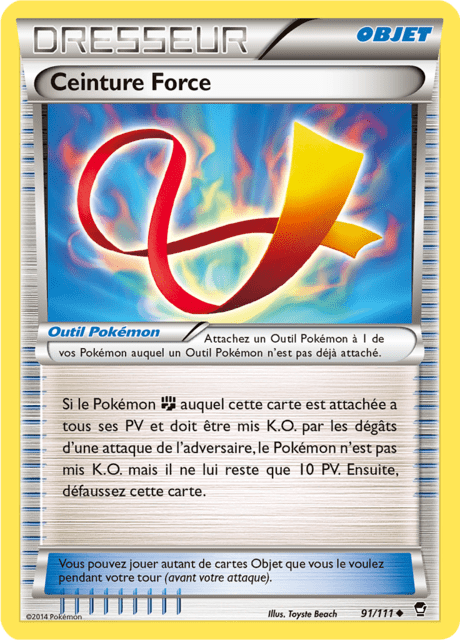 DRESSEUR
OBJET
Ceinture Force
Outil Pokémon
Attachez un Outil Pokémon à 1 de
vos Pokémon auquel un Outil Pokémon n'est pas déjà attaché.
Si le Pokémon auquel cette carte est attachée a
tous ses PV et doit être mis K.O. par les dégâts
d'une attaque de l'adversaire, le Pokémon n'est pas
mis K.O. mais il ne lui reste que 10 PV. Ensuite,
défaussez cette carte.
Vous pouvez jouer autant de cartes Objet que vous le voulez
pendant votre tour (avant votre attaque).
©2014 Pokémon
Illus. Toyste Beach
91/111